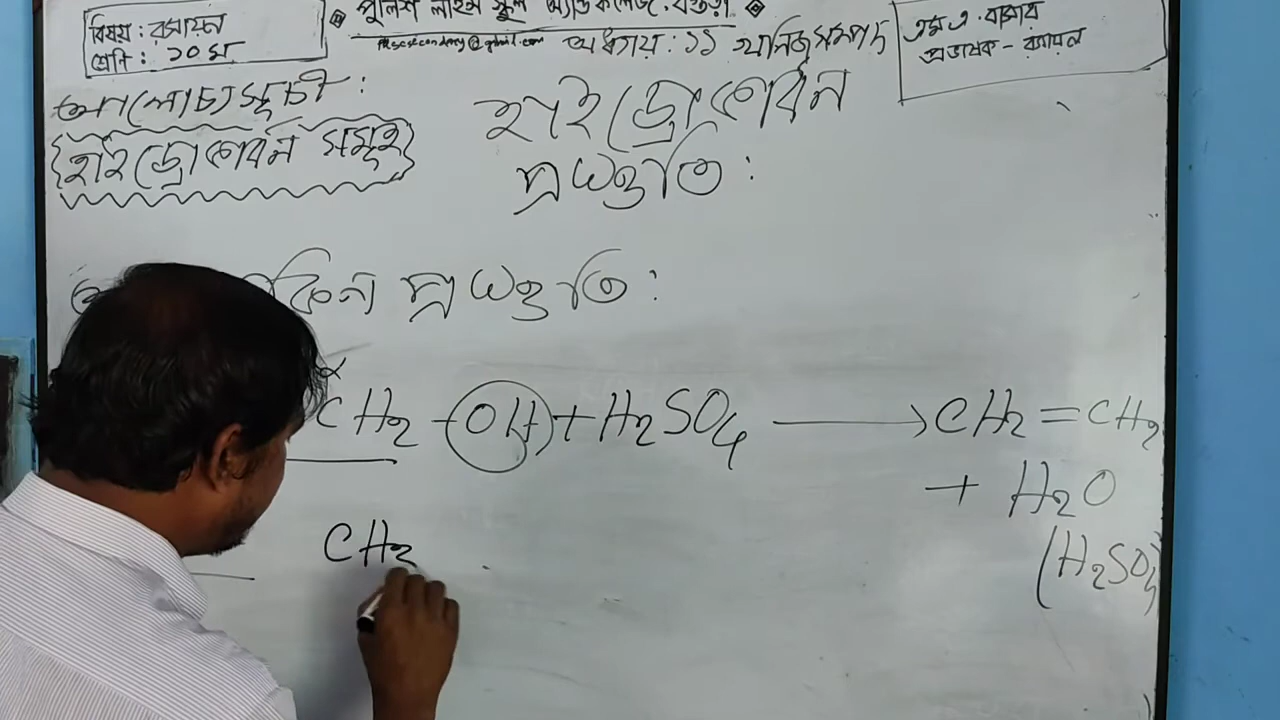 বিষয় : রসায়ন
শ্রেণি : ১০ম
পুলিশ লাইন্স স্কুল অ্যান্ড কলেজ, বগুড়া
অধ্যায় : ১১ খনিজসম্পদ
প্রভাষক - রসায়ন
আলোচ্যসূচী :
হাইড্রোকার্বন সমূহ
হাইড্রোকার্বন
প্রস্তুতি :
প্রস্তুতি :
α
CH2 - OH + H2SO4 → CH2 = CH2
+ H2O
(H2SO4
CH2